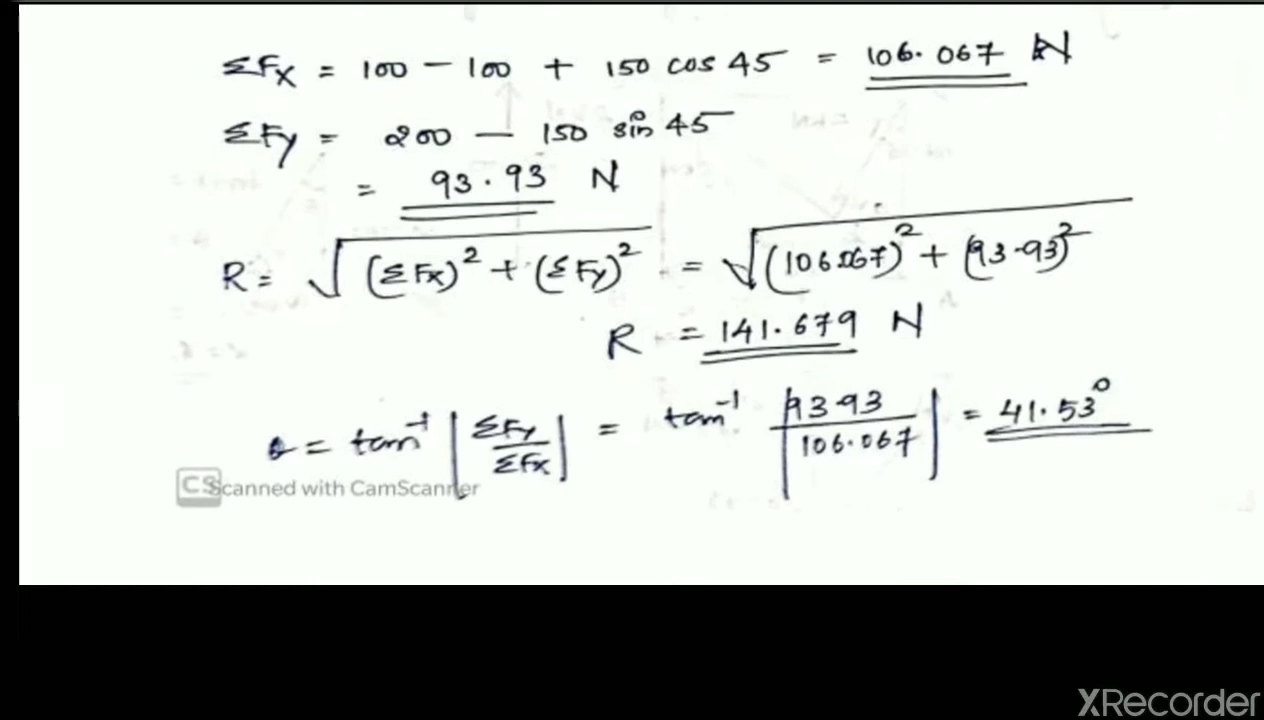 ΣFx = 100 - 100 + 150 cos 45 = 106.067 N
ΣFy = 200 - 150 sin 45
= 93.93 N
R = √(ΣFx)² + (ΣFy)² = √(106.067)² + (93.93)²
R = 141.679 N
θ = tan⁻¹ |ΣFy/ΣFx| = tan⁻¹ |93.93/106.067| = 41.53°
CS Scanned with CamScanner
XRecorder